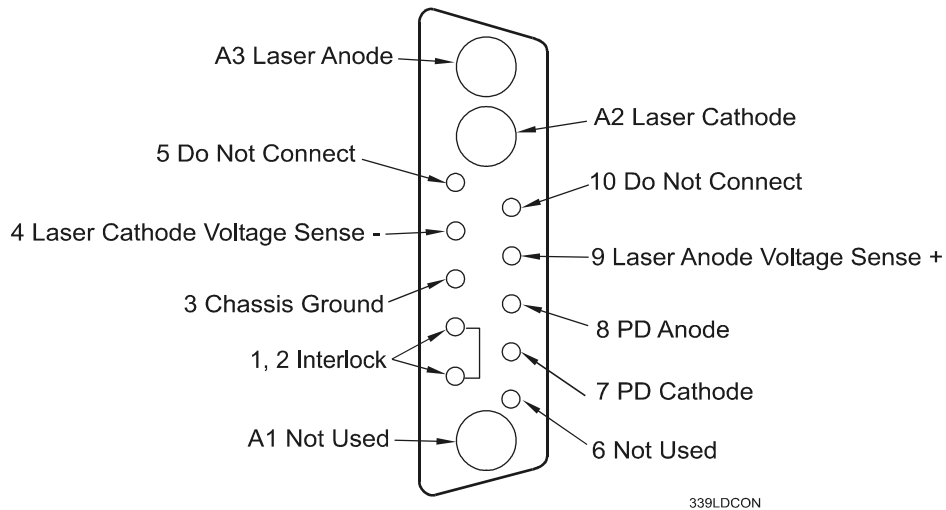 A3 Laser Anode
A2 Laser Cathode
5 Do Not Connect
10 Do Not Connect
4 Laser Cathode Voltage Sense -
9 Laser Anode Voltage Sense +
3 Chassis Ground
8 PD Anode
1, 2 Interlock
7 PD Cathode
A1 Not Used
6 Not Used
339LDCON